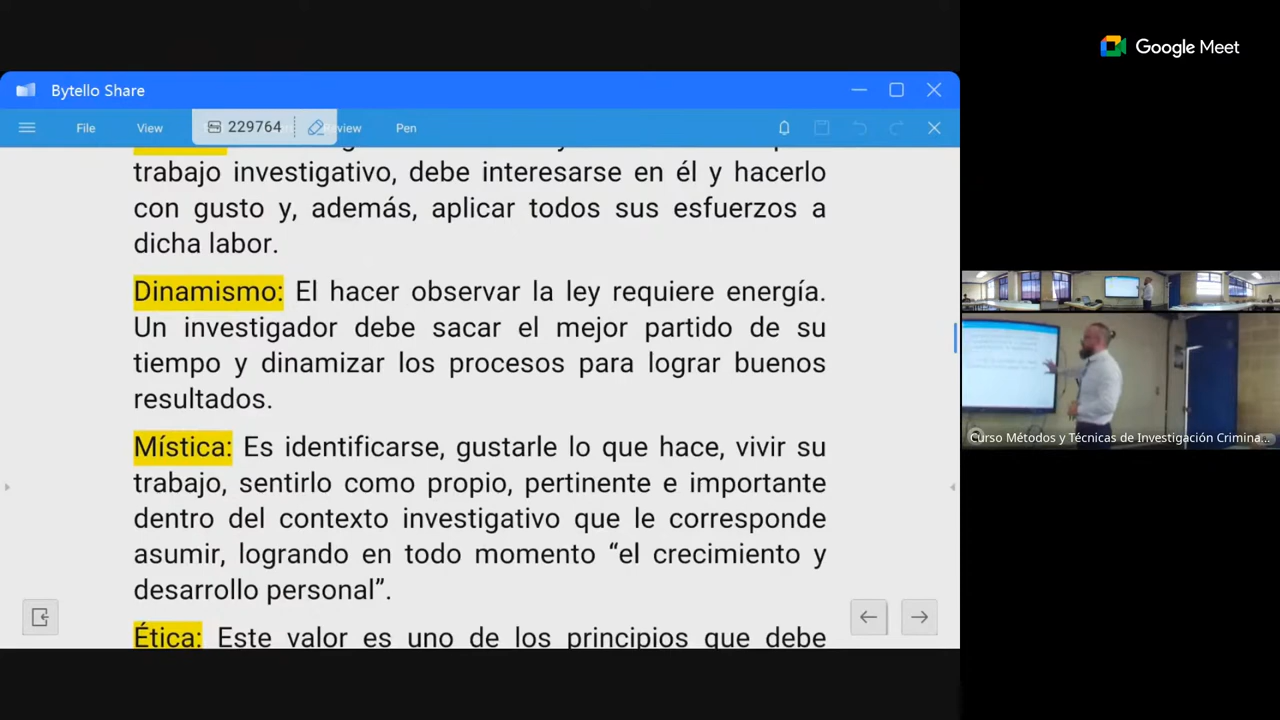 Google Meet
Bytello Share
File View 229764 Review Pen
trabajo investigativo, debe interesarse en él y hacerlo
con gusto y, además, aplicar todos sus esfuerzos a
dicha labor.
Dinamismo: El hacer observar la ley requiere energía.
Un investigador debe sacar el mejor partido de su
tiempo y dinamizar los procesos para lograr buenos
resultados.
Mística: Es identificarse, gustarle lo que hace, vivir su
trabajo, sentirlo como propio, pertinente e importante
dentro del contexto investigativo que le corresponde
asumir, logrando en todo momento “el crecimiento y
desarrollo personal”.
Ética: Este valor es uno de los principios que debe
Curso Métodos y Técnicas de Investigación Crimina...